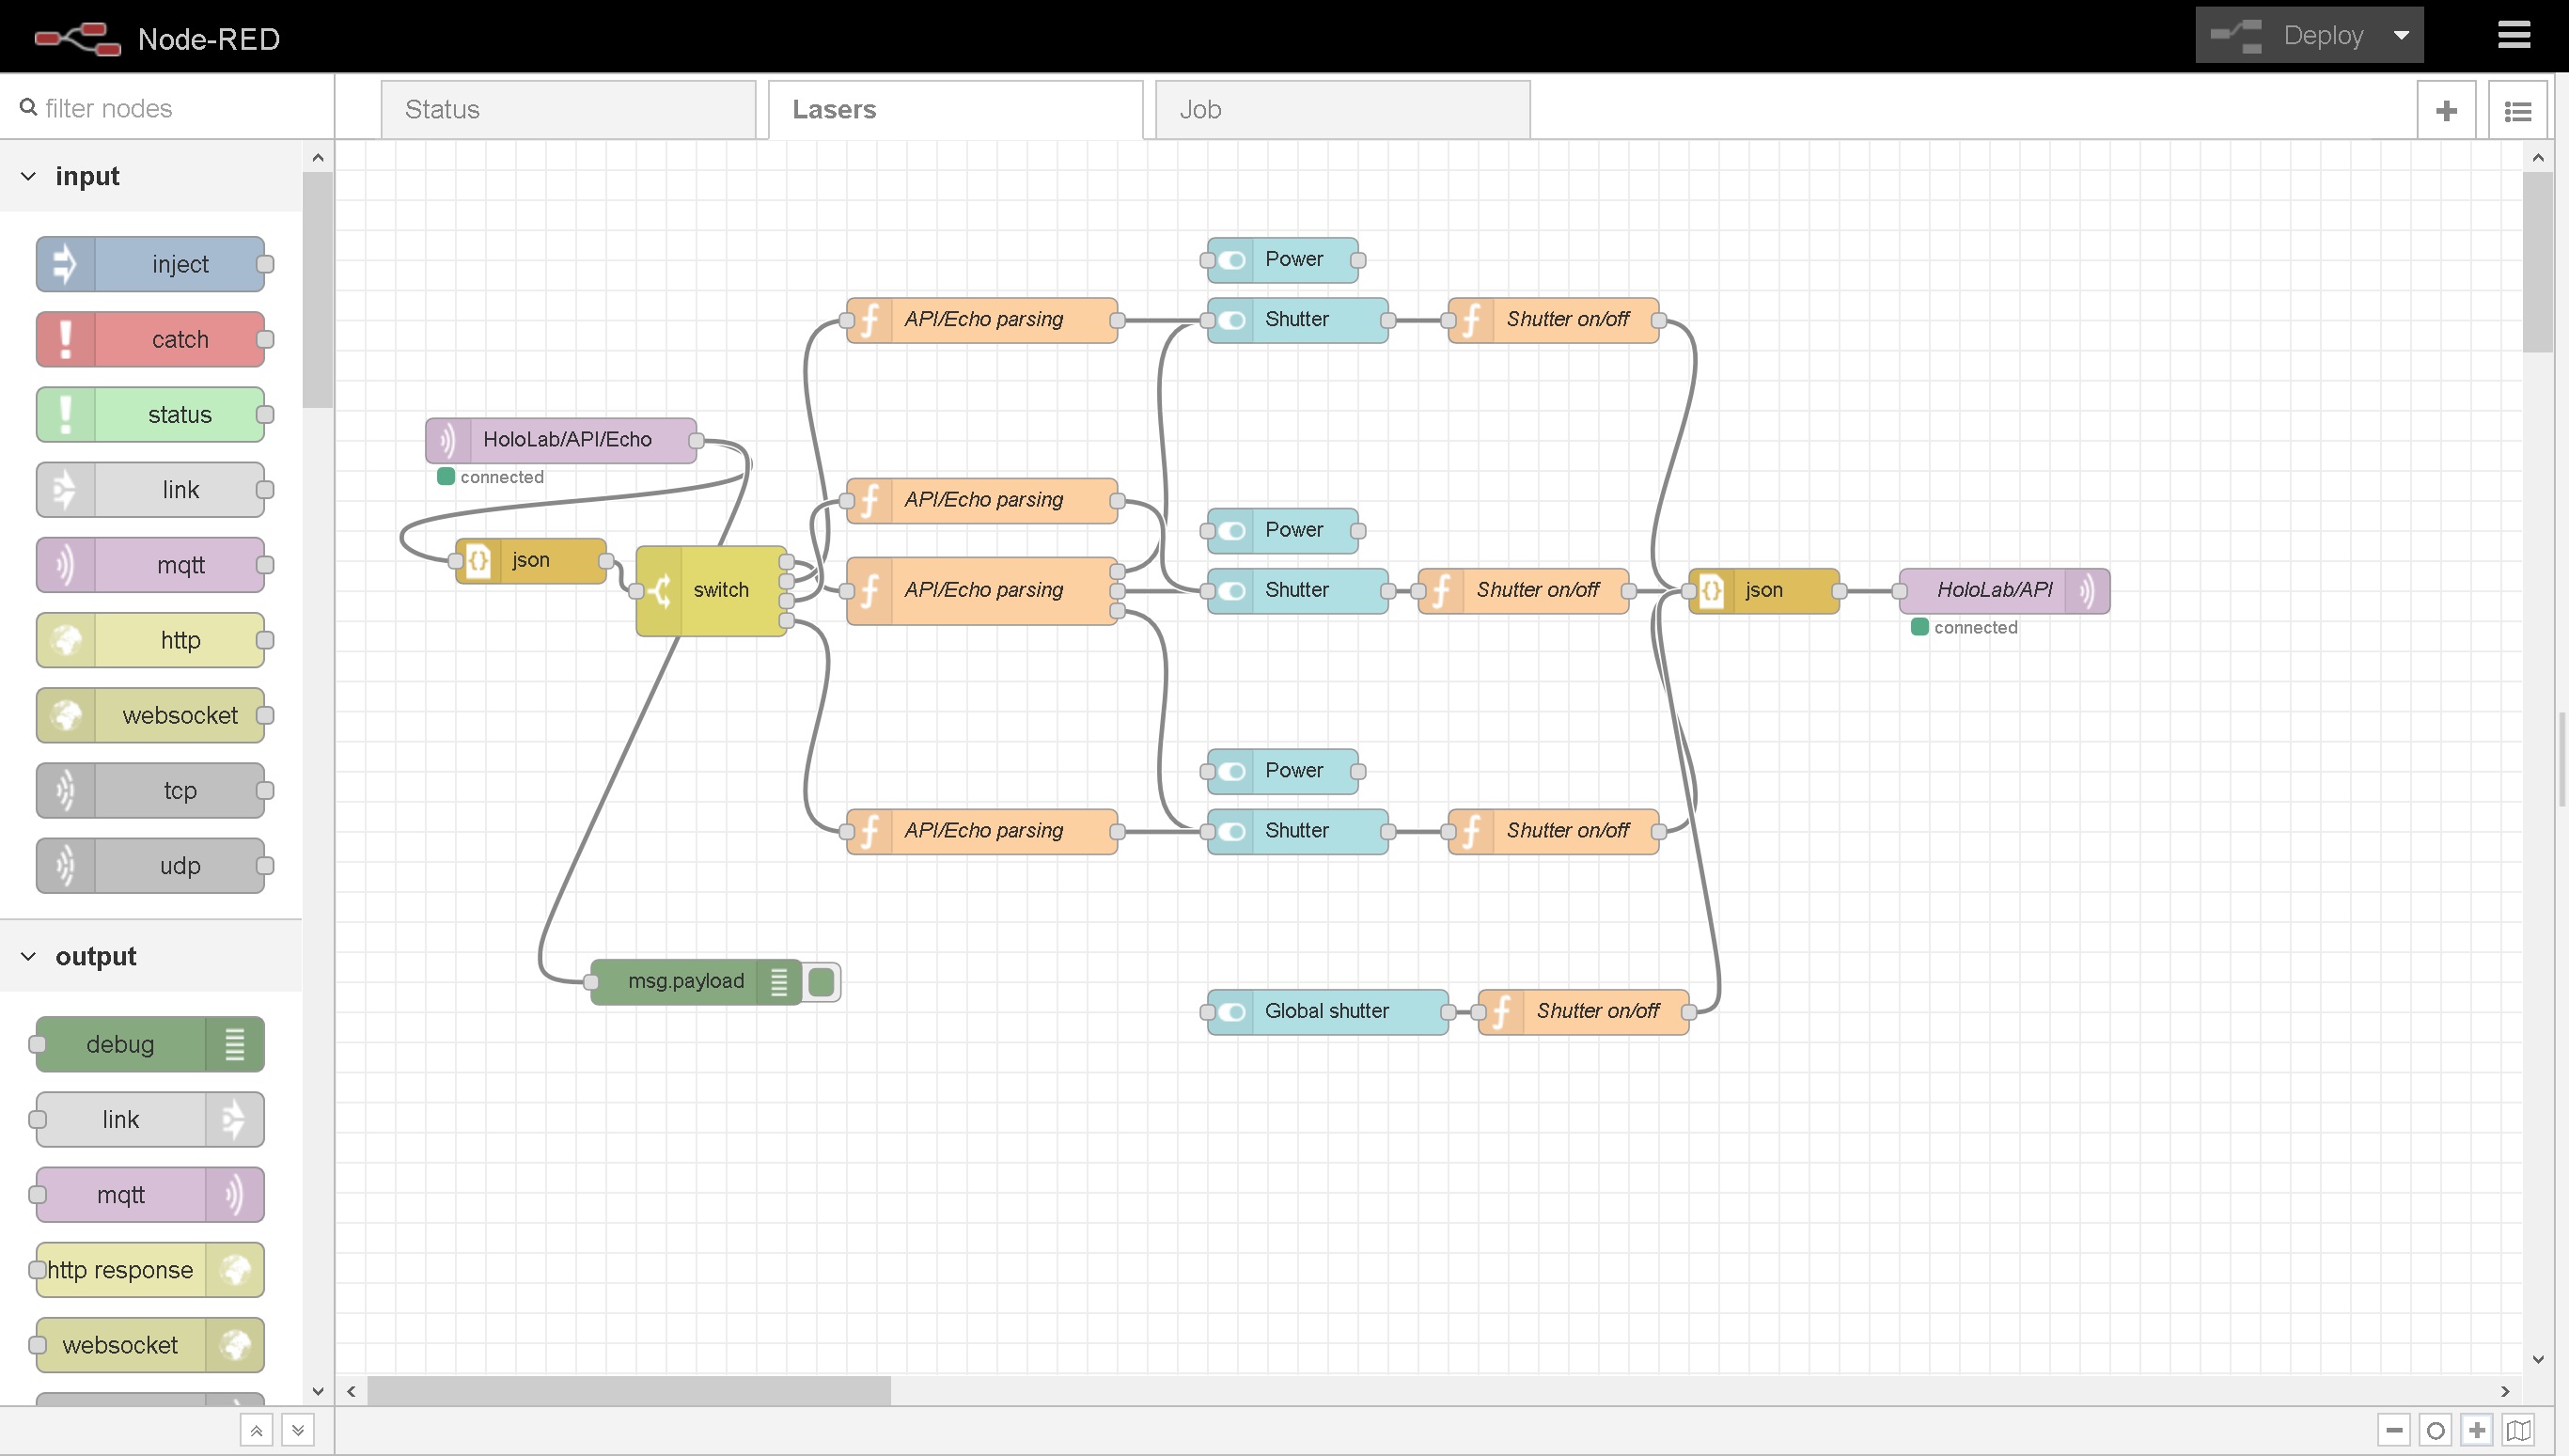 Node-RED
Deploy
filter nodes
Status
Lasers
Job
input
inject
catch
status
link
mqtt
http
websocket
tcp
udp
output
debug
link
mqtt
http response
websocket
Power
API/Echo parsing
Shutter
Shutter on/off
HoloLab/API/Echo
connected
API/Echo parsing
Power
json
switch
API/Echo parsing
Shutter
Shutter on/off
json
HoloLab/API
connected
Power
API/Echo parsing
Shutter
Shutter on/off
msg.payload
Global shutter
Shutter on/off